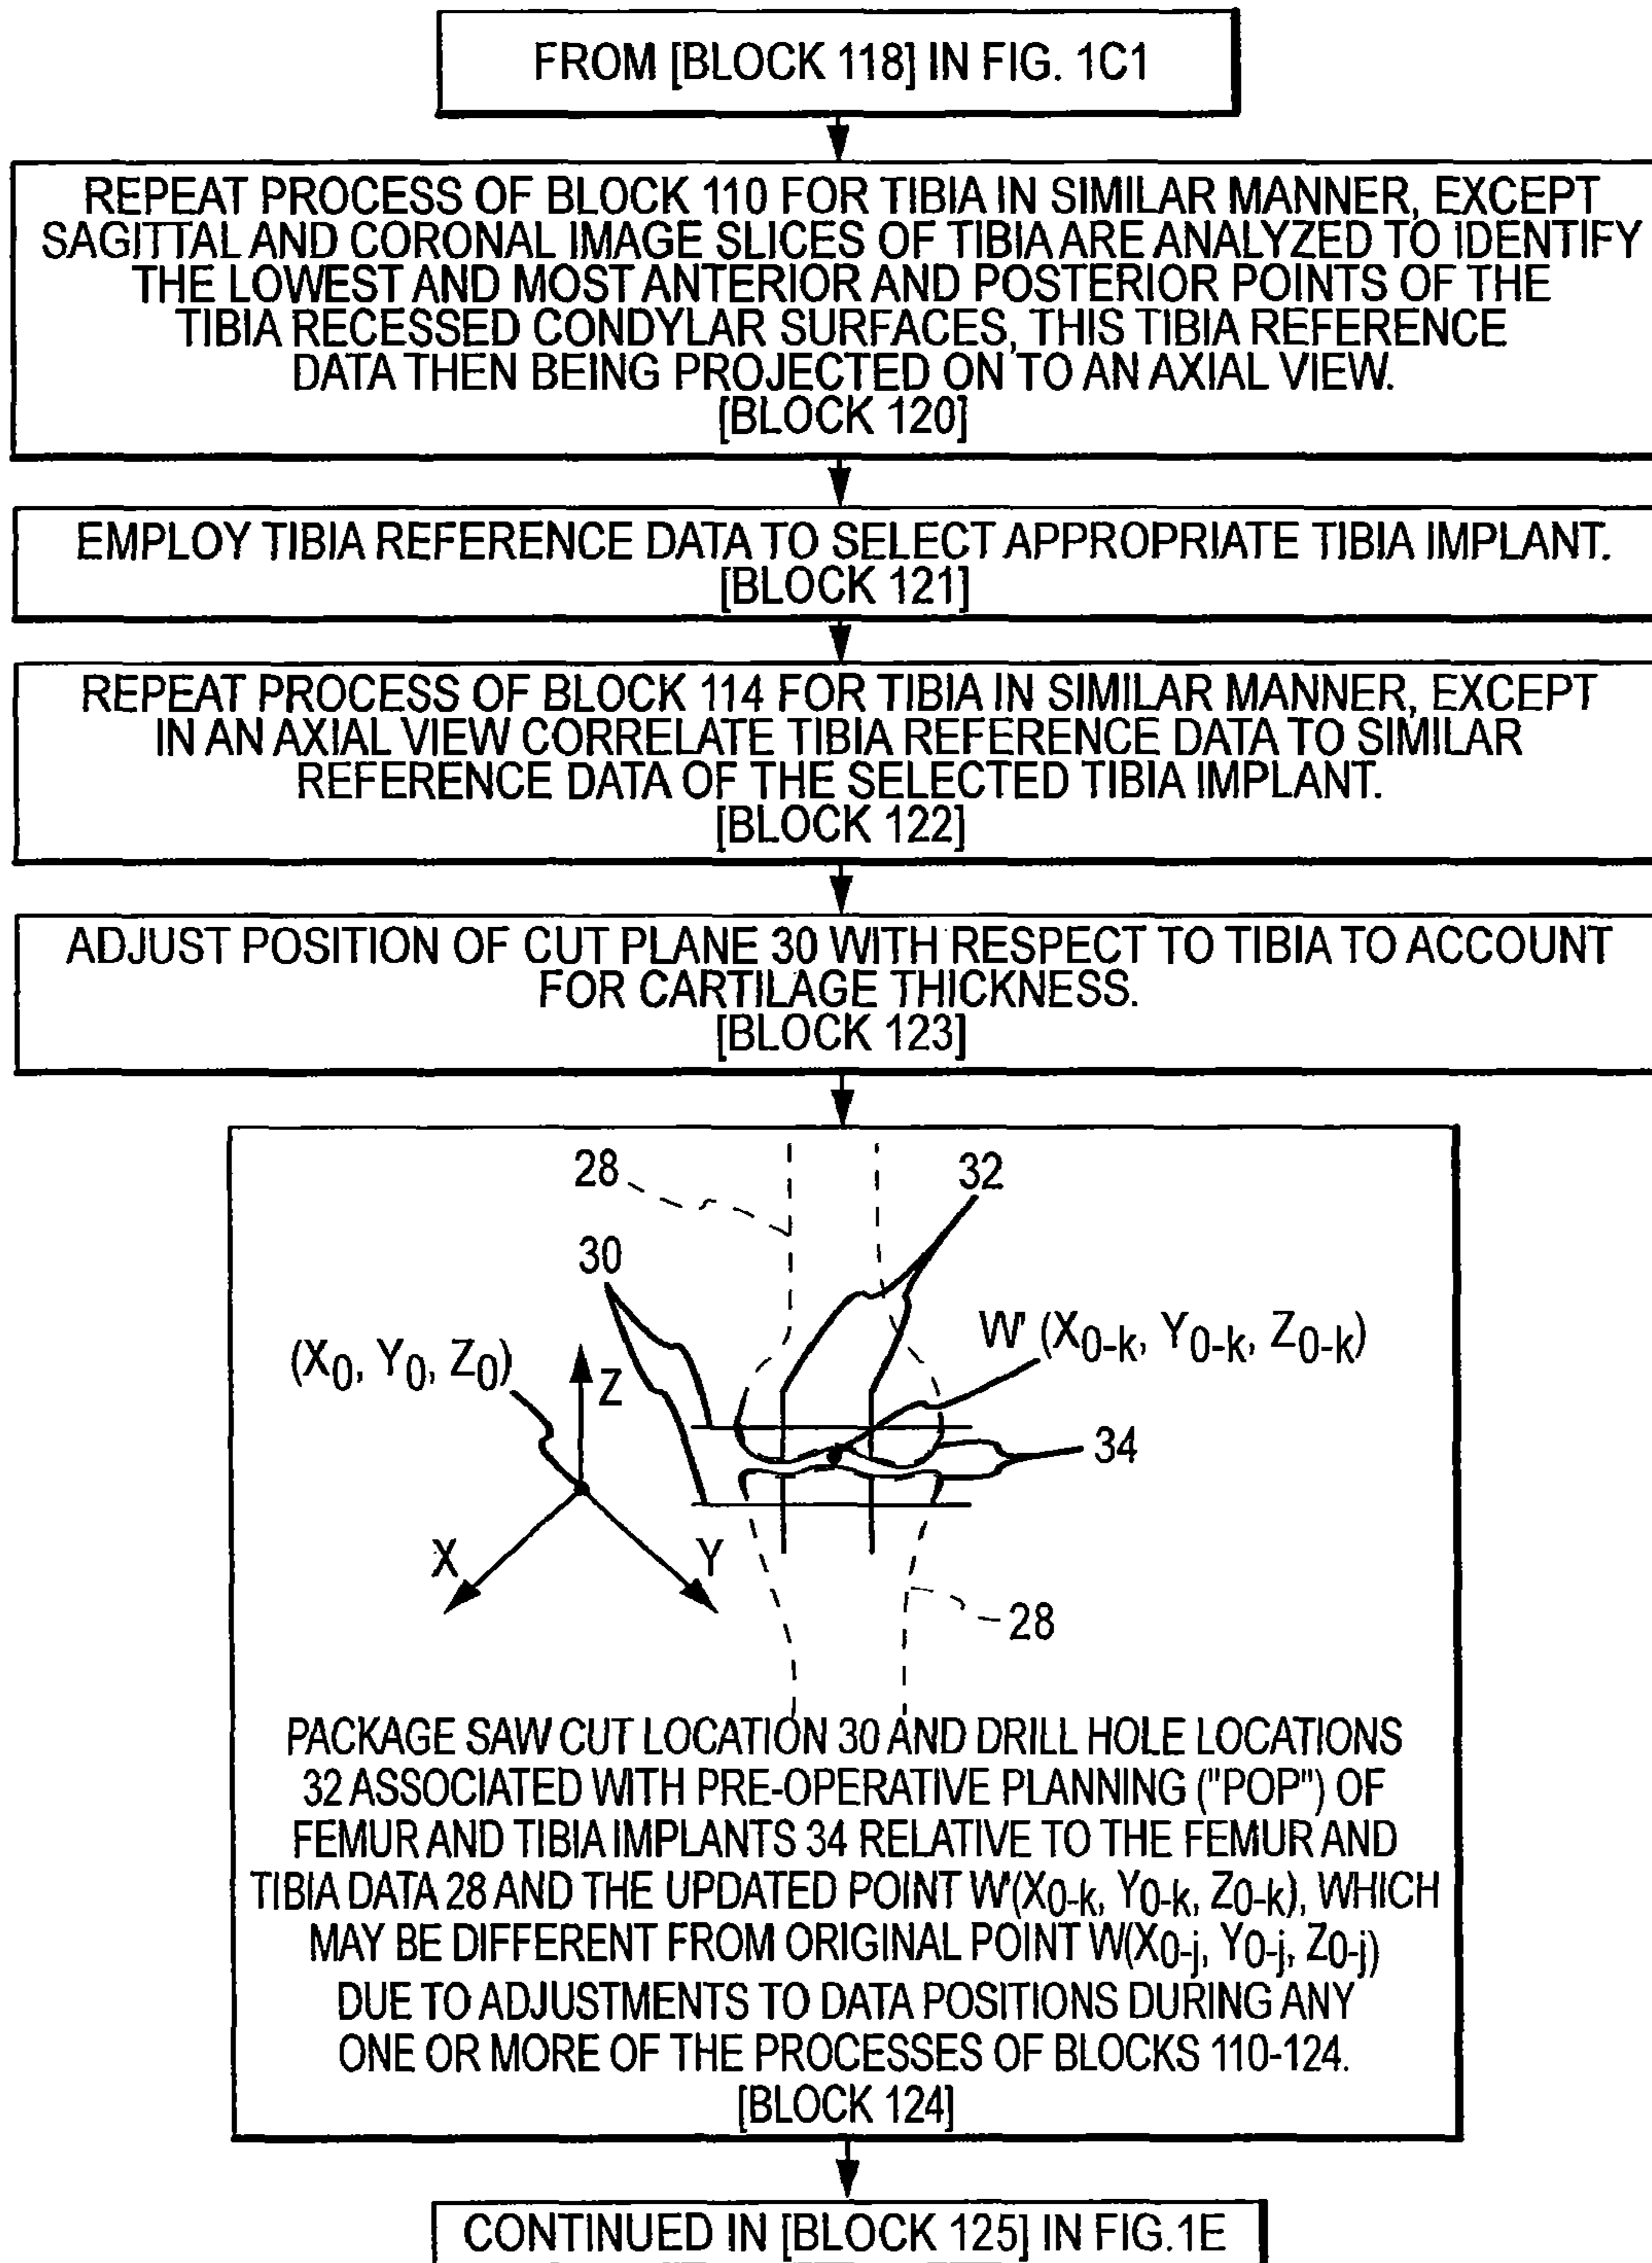 FROM [BLOCK 118] IN FIG. 1C1
REPEAT PROCESS OF BLOCK 110 FOR TIBIA IN SIMILAR MANNER, EXCEPT
SAGITTAL AND CORONAL IMAGE SLICES OF TIBIA ARE ANALYZED TO IDENTIFY
THE LOWEST AND MOST ANTERIOR AND POSTERIOR POINTS OF THE
TIBIA RECESSED CONDYLAR SURFACES, THIS TIBIA REFERENCE
DATA THEN BEING PROJECTED ON TO AN AXIAL VIEW.
[BLOCK 120]
EMPLOY TIBIA REFERENCE DATA TO SELECT APPROPRIATE TIBIA IMPLANT.
[BLOCK 121]
REPEAT PROCESS OF BLOCK 114 FOR TIBIA IN SIMILAR MANNER, EXCEPT
IN AN AXIAL VIEW CORRELATE TIBIA REFERENCE DATA TO SIMILAR
REFERENCE DATA OF THE SELECTED TIBIA IMPLANT.
[BLOCK 122]
ADJUST POSITION OF CUT PLANE 30 WITH RESPECT TO TIBIA TO ACCOUNT
FOR CARTILAGE THICKNESS.
[BLOCK 123]
28
32
30
W' (X0-k, Y0-k, Z0-k)
(X0, Y0, Z0)
Z
34
X
Y
28
PACKAGE SAW CUT LOCATION 30 AND DRILL HOLE LOCATIONS
32 ASSOCIATED WITH PRE-OPERATIVE PLANNING ("POP") OF
FEMUR AND TIBIA IMPLANTS 34 RELATIVE TO THE FEMUR AND
TIBIA DATA 28 AND THE UPDATED POINT W'(X0-k, Y0-k, Z0-k), WHICH
MAY BE DIFFERENT FROM ORIGINAL POINT W(X0-j, Y0-j, Z0-j)
DUE TO ADJUSTMENTS TO DATA POSITIONS DURING ANY
ONE OR MORE OF THE PROCESSES OF BLOCKS 110-124.
[BLOCK 124]
CONTINUED IN [BLOCK 125] IN FIG.1E